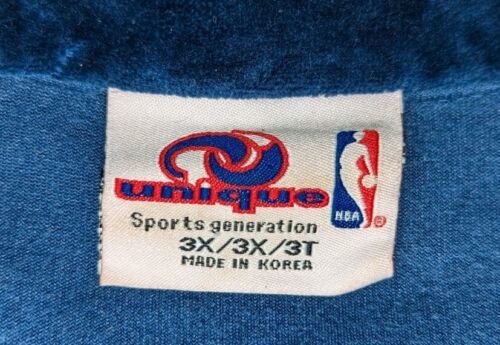 unique
NBA ®
Sports generation
3X/3X/3T
MADE IN KOREA